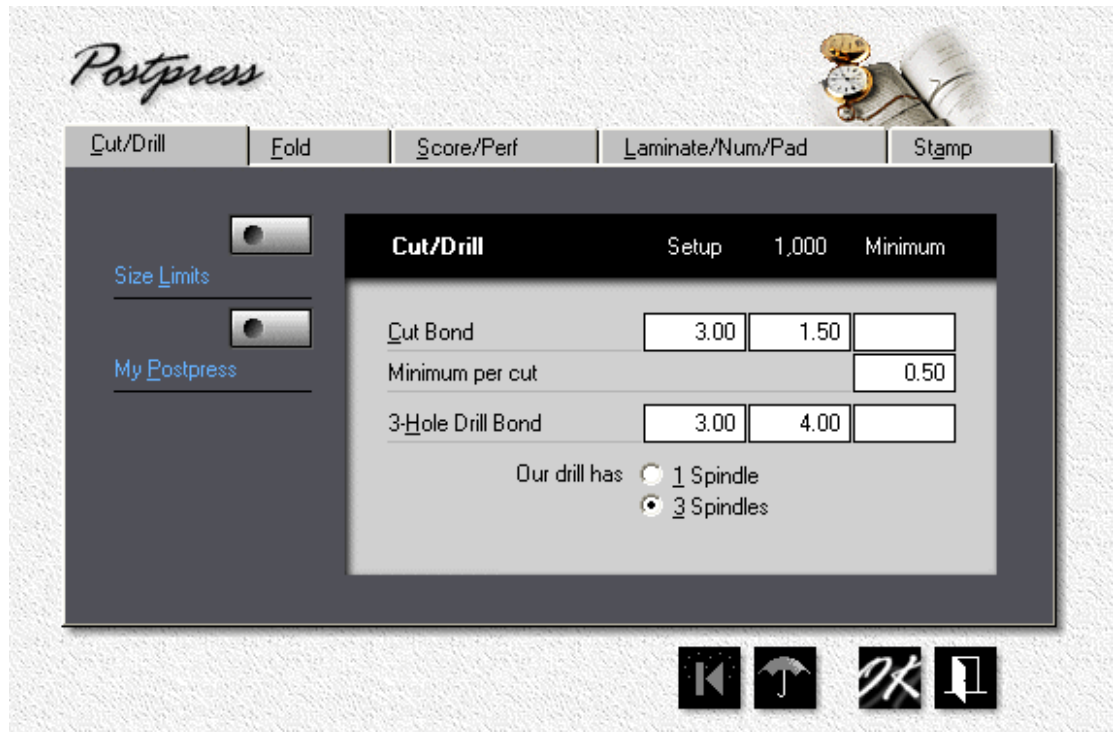 Postpress
Cut/Drill Fold Score/Perf Laminate/Num/Pad Stamp
Size Limits
My Postpress
Cut/Drill Setup 1,000 Minimum
Cut Bond 3.00 1.50
Minimum per cut 0.50
3-Hole Drill Bond 3.00 4.00
Our drill has 1 Spindle
3 Spindles
OK